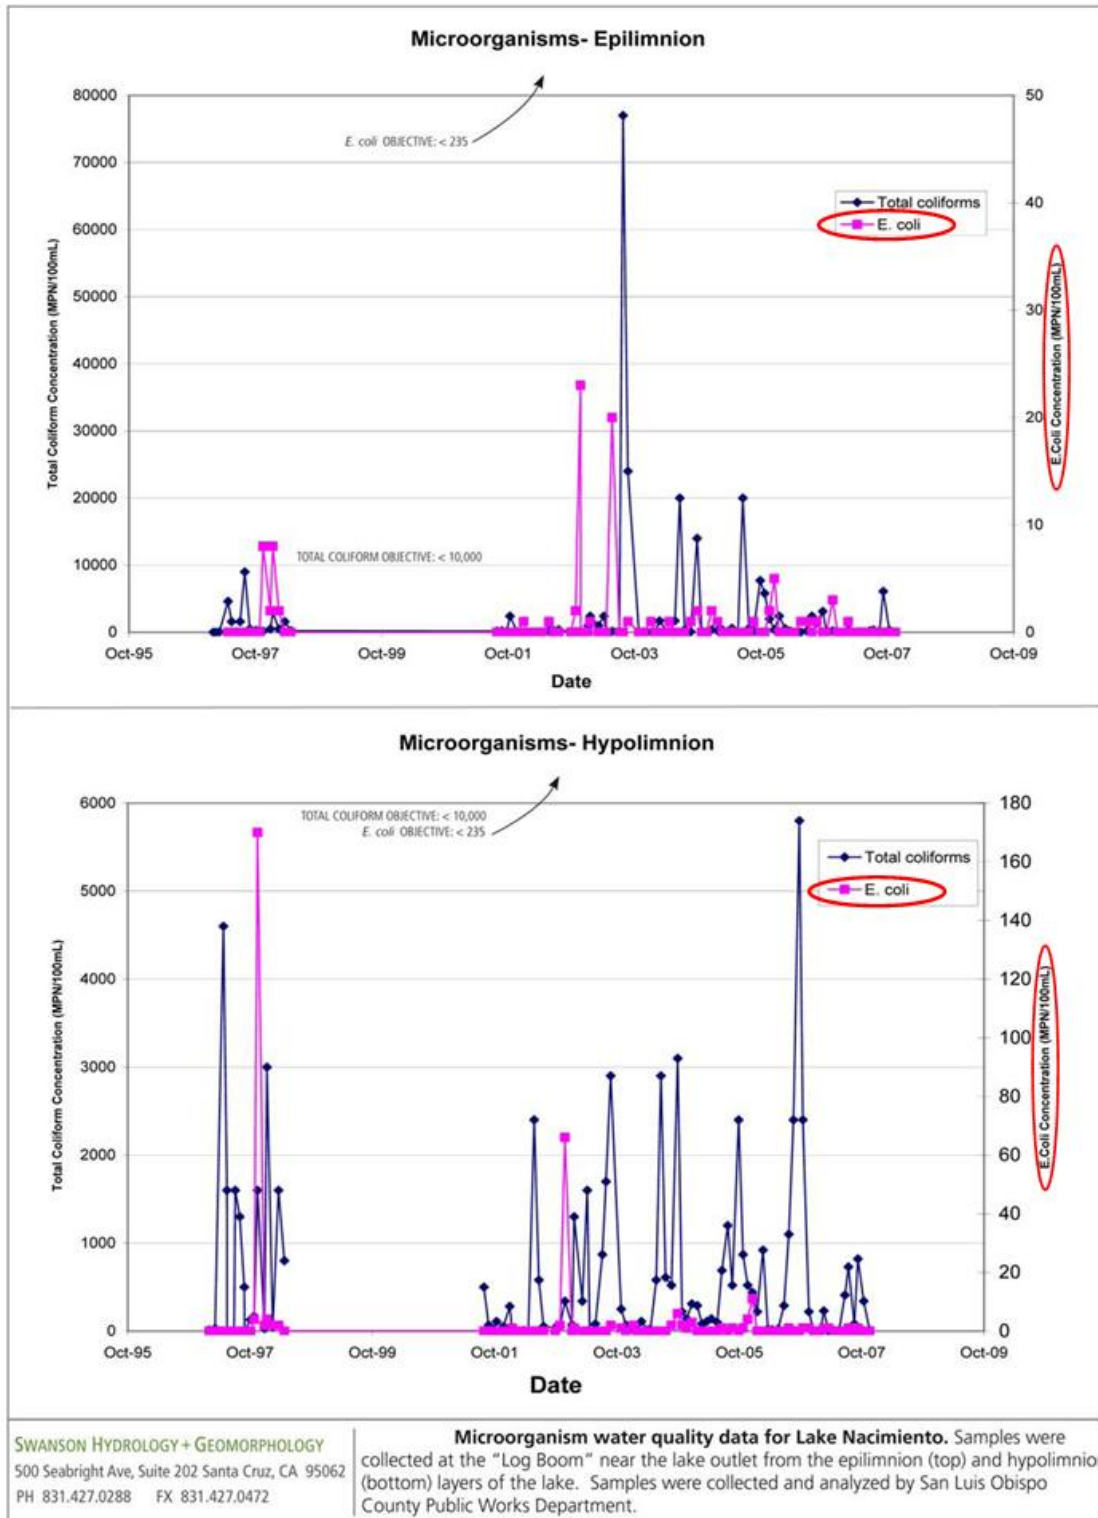 Microorganisms- Epilimnion
E. coli OBJECTIVE: < 235
80000
70000
60000
50000
40000
30000
20000
10000
0
Total Coliform Concentration (MPN/100mL)
50
40
30
20
10
0
E.Coli Concentration (MPN/100mL)
Total coliforms
E. coli
TOTAL COLIFORM OBJECTIVE: < 10,000
Oct-95 Oct-97 Oct-99 Oct-01 Oct-03 Oct-05 Oct-07 Oct-09
Date
Microorganisms- Hypolimnion
TOTAL COLIFORM OBJECTIVE: < 10,000
E. coli OBJECTIVE: < 235
6000
5000
4000
3000
2000
1000
0
Total Coliform Concentration (MPN/100mL)
180
160
140
120
100
80
60
40
20
0
E.Coli Concentration (MPN/100mL)
Total coliforms
E. coli
Oct-95 Oct-97 Oct-99 Oct-01 Oct-03 Oct-05 Oct-07 Oct-09
Date
SWANSON HYDROLOGY + GEOMORPHOLOGY
500 Seabright Ave, Suite 202 Santa Cruz, CA 95062
PH 831.427.0288 FX 831.427.0472
Microorganism water quality data for Lake Nacimiento. Samples were
collected at the "Log Boom" near the lake outlet from the epilimnion (top) and hypolimnio
(bottom) layers of the lake. Samples were collected and analyzed by San Luis Obispo
County Public Works Department.